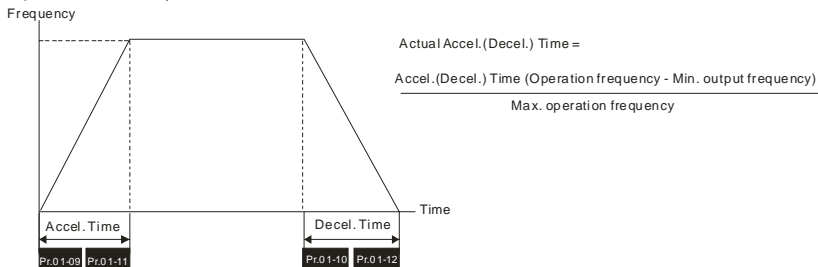 Frequency
Actual Accel.(Decel.) Time =
Accel.(Decel.) Time (Operation frequency - Min. output frequency)
Max. operation frequency
Time
Accel. Time
Decel. Time
Pr.01-09 Pr.01-11
Pr.01-10 Pr.01-12